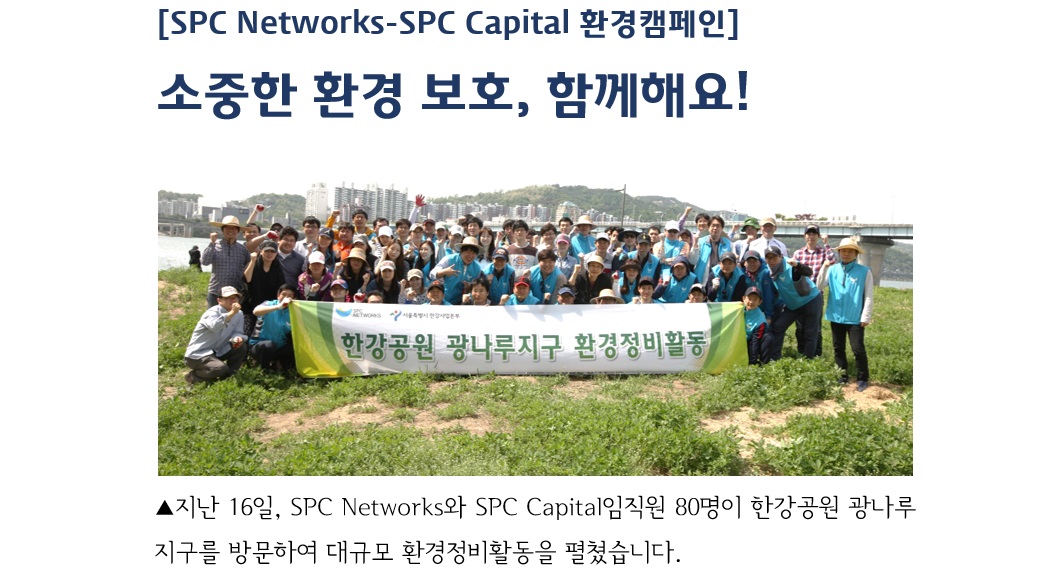 [SPC Networks-SPC Capital 환경캠페인]
소중한 환경 보호, 함께해요!
SPC
NETWORKS
서울특별시 한강사업본부
한강공원 광나루지구 환경정비활동
▲지난 16일, SPC Networks와 SPC Capital임직원 80명이 한강공원 광나루
지구를 방문하여 대규모 환경정비활동을 펼쳤습니다.